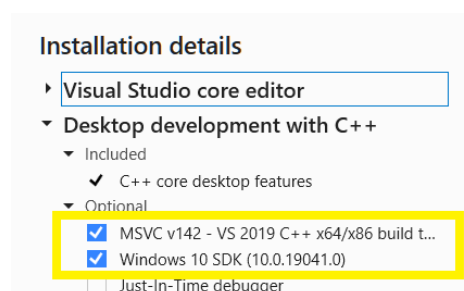 Installation details
Visual Studio core editor
Desktop development with C++
Included
C++ core desktop features
Optional
MSVC v142 - VS 2019 C++ x64/x86 build t...
Windows 10 SDK (10.0.19041.0)
Just-In-Time debugger